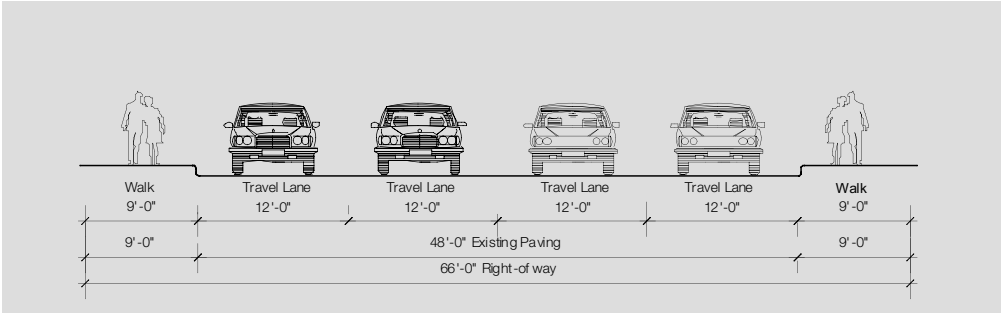 Walk Travel Lane Travel Lane Travel Lane Travel Lane Walk
9'-0" 12'-0" 12'-0" 12'-0" 12'-0" 9'-0"
9'-0" 48'-0" Existing Paving 9'-0"
66'-0" Right-of way